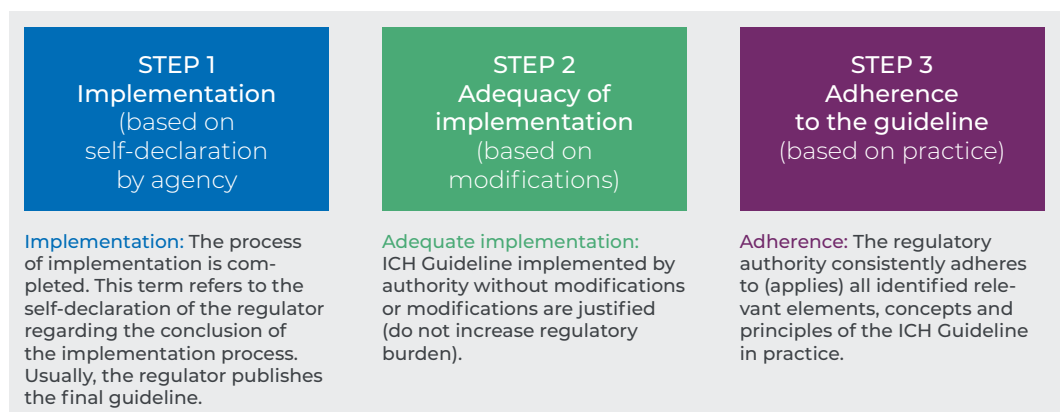 STEP 1
Implementation
(based on
self-declaration
by agency
STEP 2
Adequacy of
implementation
(based on
modifications)
STEP 3
Adherence
to the guideline
(based on practice)
Implementation: The process
of implementation is com-
pleted. This term refers to the
self-declaration of the regulator
regarding the conclusion of
the implementation process.
Usually, the regulator publishes
the final guideline.
Adequate implementation:
ICH Guideline implemented by
authority without modifications
or modifications are justified
(do not increase regulatory
burden).
Adherence: The regulatory
authority consistently adheres
to (applies) all identified rele-
vant elements, concepts and
principles of the ICH Guideline
in practice.